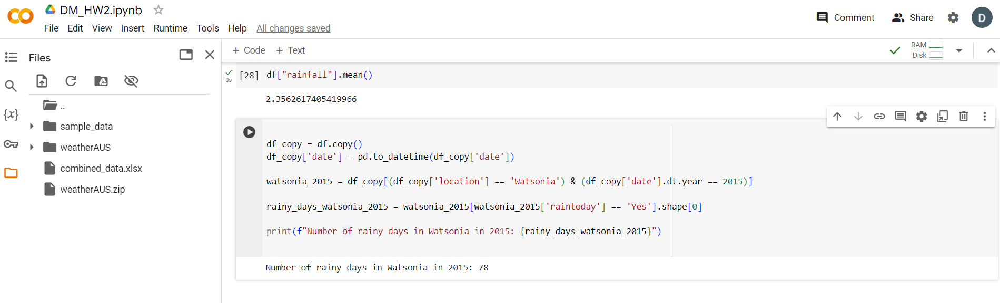 DM_HW2.ipynb
File Edit View Insert Runtime Tools Help All changes saved
Comment Share D
Files
+ Code + Text
RAM
Disk
..
sample_data
weatherAUS
combined_data.xlsx
weatherAUS.zip
{x}
0s
[28] df["rainfall"].mean()
2.3562617405419966
df_copy = df.copy()
df_copy['date'] = pd.to_datetime(df_copy['date'])
watsonia_2015 = df_copy[(df_copy['location'] == 'Watsonia') & (df_copy['date'].dt.year == 2015)]
rainy_days_watsonia_2015 = watsonia_2015[watsonia_2015['raintoday'] == 'Yes'].shape[0]
print(f"Number of rainy days in Watsonia in 2015: {rainy_days_watsonia_2015}")
Number of rainy days in Watsonia in 2015: 78